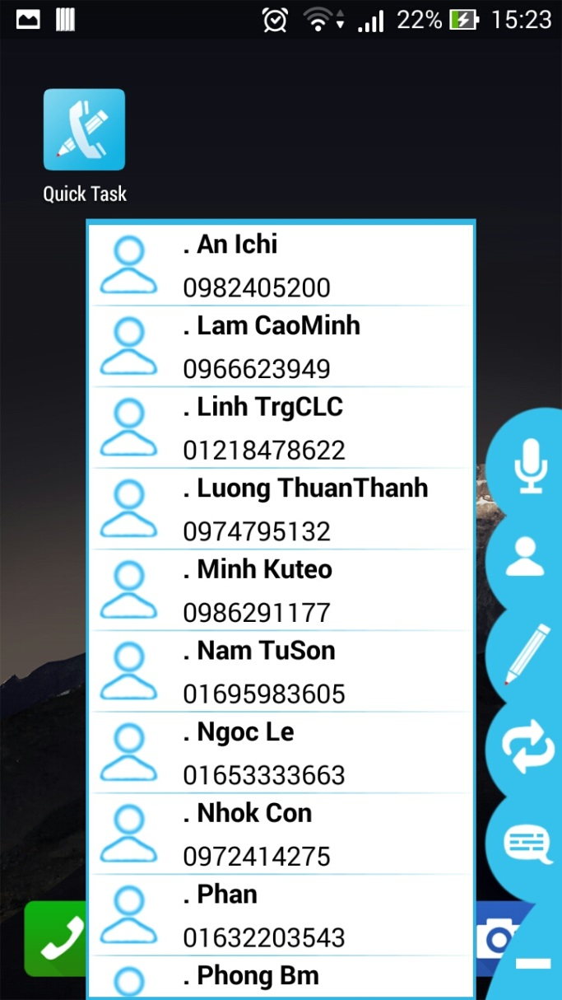 22% 15:23
Quick Task
. An Ichi
0982405200
. Lam CaoMinh
0966623949
. Linh TrgCLC
01218478622
. Luong ThuanThanh
0974795132
. Minh Kuteo
0986291177
. Nam TuSon
01695983605
. Ngoc Le
01653333663
. Nhok Con
0972414275
. Phan
01632203543
. Phong Bm